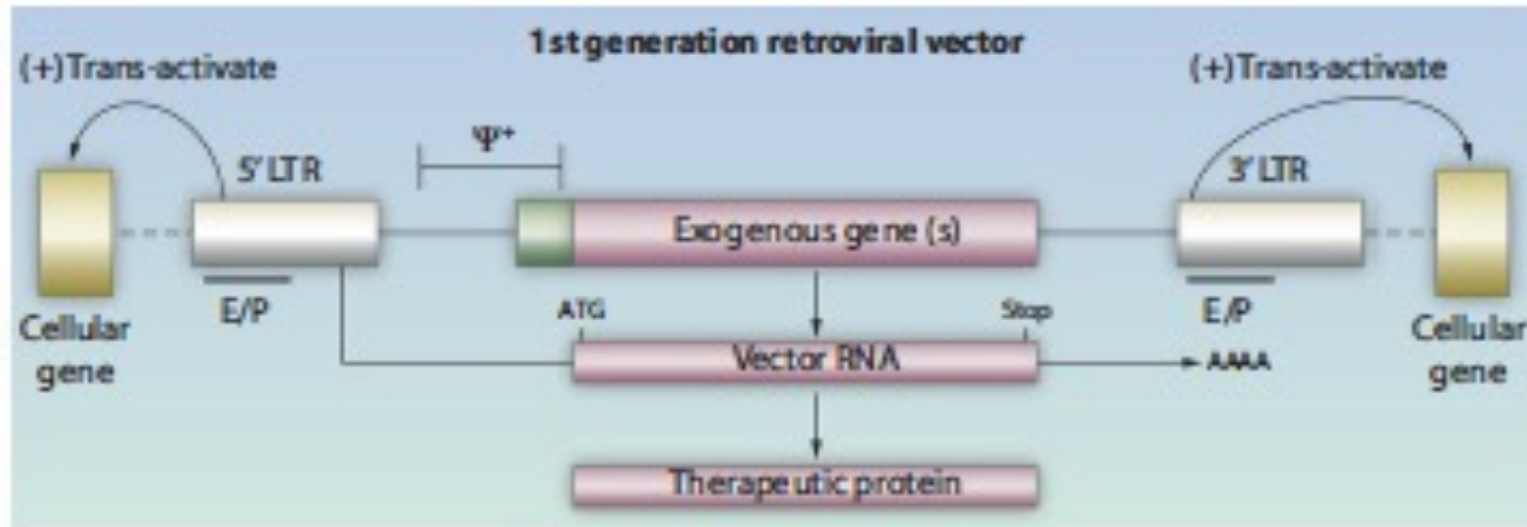 1st generation retroviral vector
(+)Trans-activate
(+)Trans-activate
Ψ+
5' LTR
3' LTR
Exogenous gene (s)
E/P
E/P
Cellular
gene
Cellular
gene
ATG
Stop
Vector RNA
AAAA
Therapeutic protein